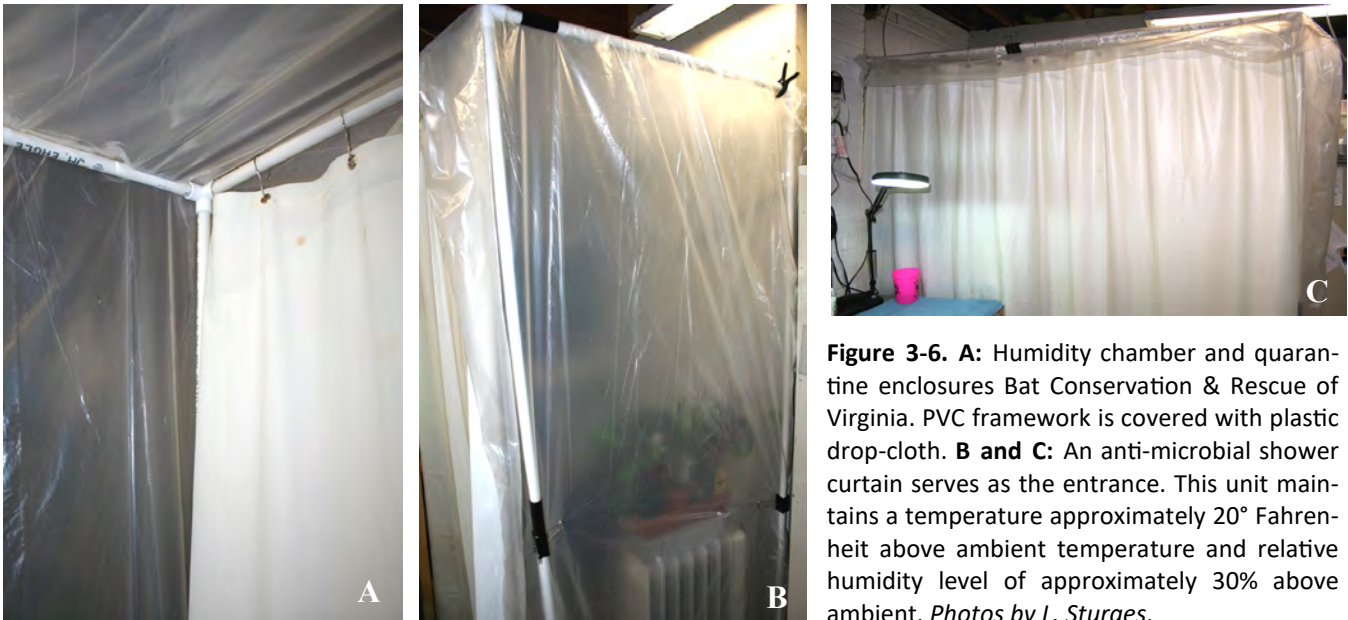 JM EAGLE
A
B
C
Figure 3-6. A: Humidity chamber and quaran-
tine enclosures Bat Conservation & Rescue of
Virginia. PVC framework is covered with plastic
drop-cloth. B and C: An anti-microbial shower
curtain serves as the entrance. This unit main-
tains a temperature approximately 20° Fahren-
heit above ambient temperature and relative
humidity level of approximately 30% above
ambient. Photos by L. Sturges.